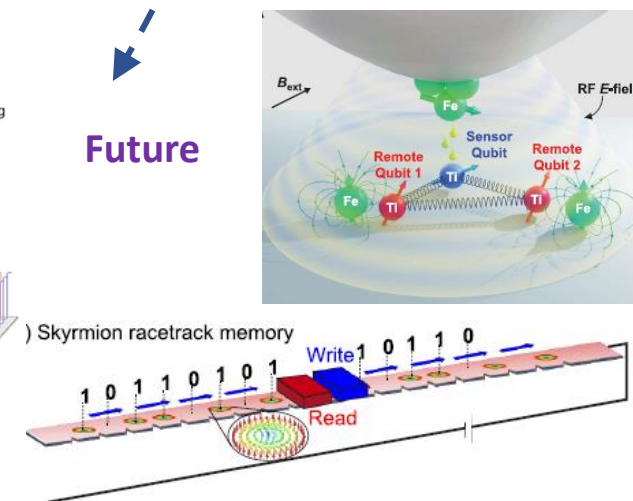 Future
B ext
RF E-fiel
Fe
Sensor
Qubit
Remote
Qubit 1
Remote
Qubit 2
Ti
Fe
Ti
Ti
Fe
g
) Skyrmion racetrack memory
1 0 1 1 0 1 0 1
Write
1 0 1 1 0
Read